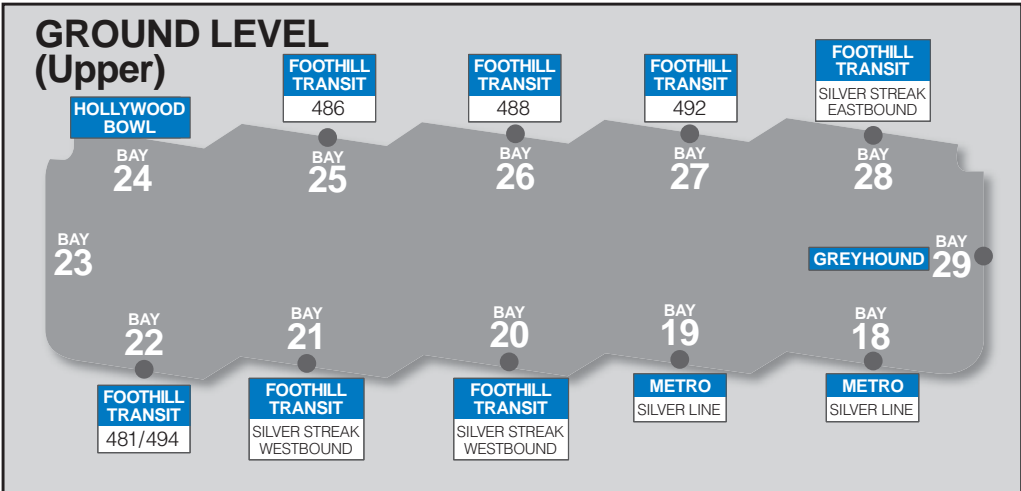 GROUND LEVEL
(Upper)
HOLLYWOOD
BOWL
FOOTHILL
TRANSIT
486
FOOTHILL
TRANSIT
488
FOOTHILL
TRANSIT
492
FOOTHILL
TRANSIT
SILVER STREAK
EASTBOUND
BAY
24
BAY
25
BAY
26
BAY
27
BAY
28
BAY
23
GREYHOUND
BAY
29
BAY
22
BAY
21
BAY
20
BAY
19
BAY
18
FOOTHILL
TRANSIT
481/494
FOOTHILL
TRANSIT
SILVER STREAK
WESTBOUND
FOOTHILL
TRANSIT
SILVER STREAK
WESTBOUND
METRO
SILVER LINE
METRO
SILVER LINE